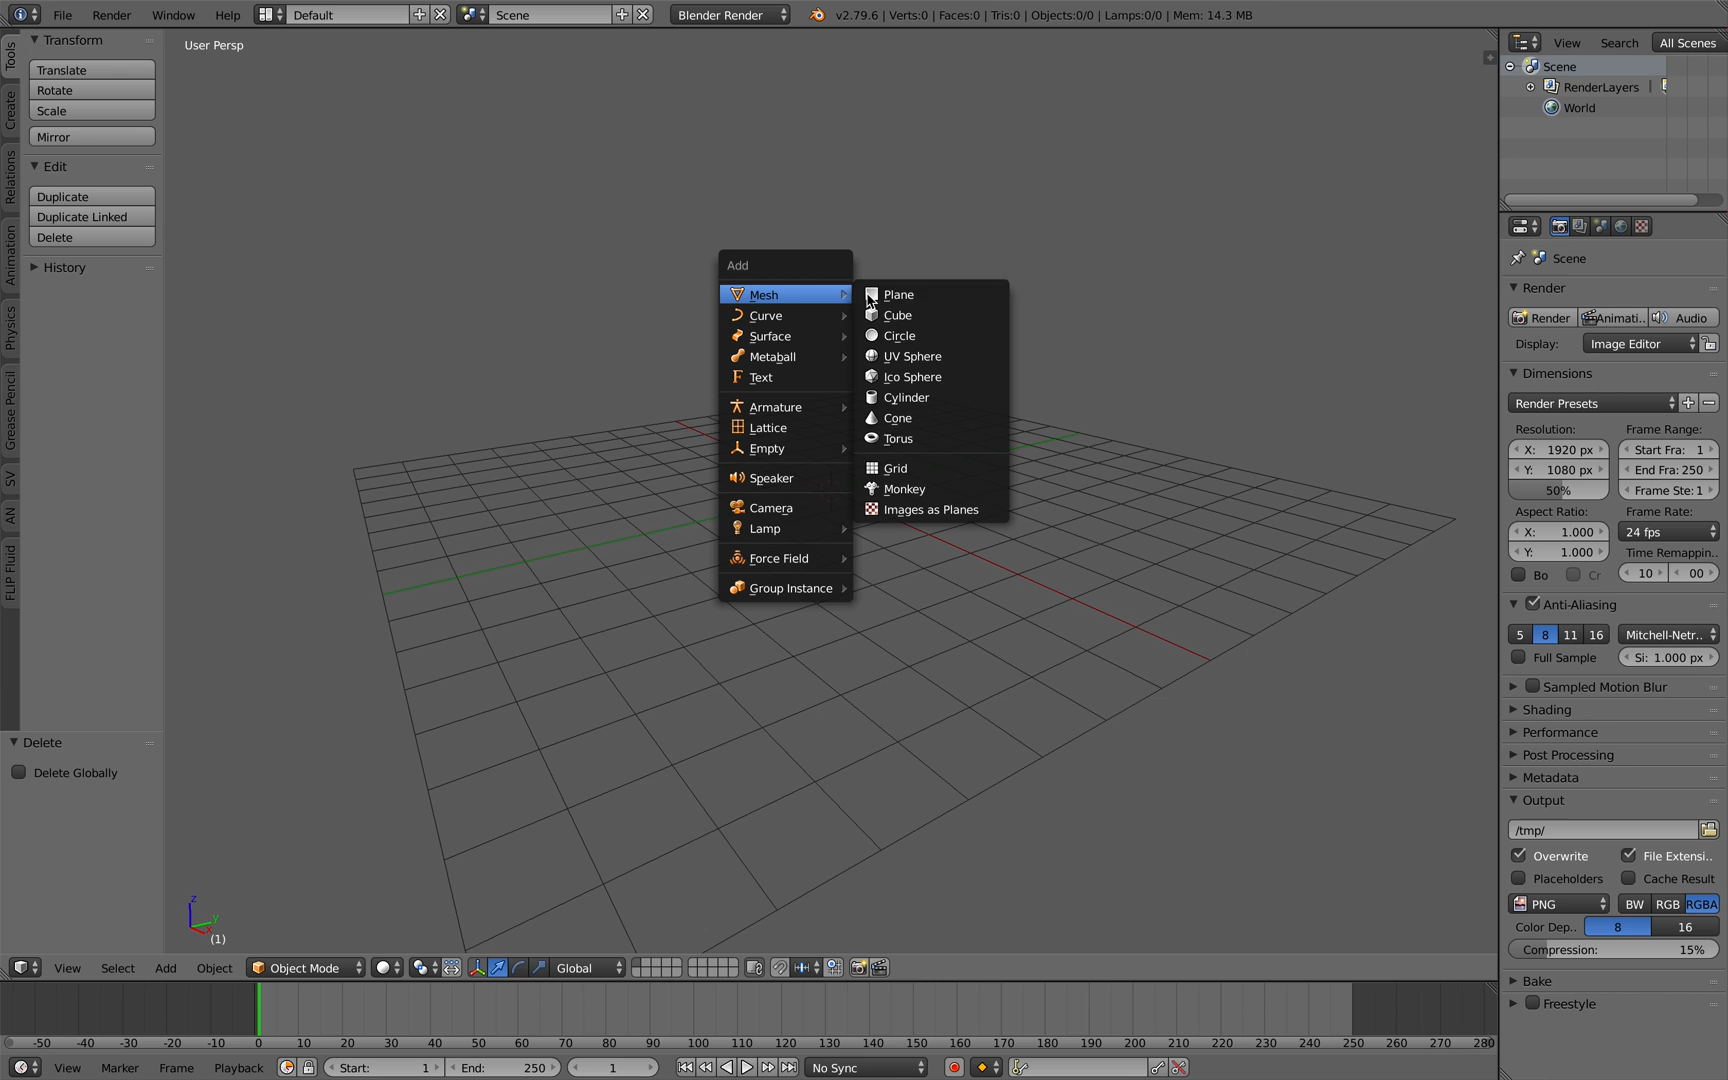 File Render Window Help Default Scene Blender Render v2.79.6 | Verts:0 | Faces:0 | Tris:0 | Objects:0/0 | Lamps:0/0 | Mem: 14.3 MB
Tools
Create
Relations
Animation
Physics
Grease Pencil
SV
AN
FLIP Fluid
Transform
Translate
Rotate
Scale
Mirror
Edit
Duplicate
Duplicate Linked
Delete
History
Delete
Delete Globally
User Persp
Add
Mesh
Curve
Surface
Metaball
Text
Armature
Lattice
Empty
Speaker
Camera
Lamp
Force Field
Group Instance
Plane
Cube
Circle
UV Sphere
Ico Sphere
Cylinder
Cone
Torus
Grid
Monkey
Images as Planes
z
y
x
(1)
View Select Add Object Object Mode Global
-50 -40 -30 -20 -10 0 10 20 30 40 50 60 70 80 90 100 110 120 130 140 150 160 170 180 190 200 210 220 230 240 250 260 270 280
View Marker Frame Playback Start: 1 End: 250 1 No Sync
View Search All Scenes
Scene
RenderLayers
World
Scene
Render
Render Animati.. Audio
Display: Image Editor
Dimensions
Render Presets
Resolution: Frame Range:
X: 1920 px Start Fra: 1
Y: 1080 px End Fra: 250
50% Frame Ste: 1
Aspect Ratio: Frame Rate:
X: 1.000 24 fps
Y: 1.000 Time Remappin..
Bo Cr 10 00
Anti-Aliasing
5 8 11 16 Mitchell-Netr..
Full Sample Si: 1.000 px
Sampled Motion Blur
Shading
Performance
Post Processing
Metadata
Output
/tmp/
Overwrite File Extensi..
Placeholders Cache Result
PNG BW RGB RGBA
Color Dep.. 8 16
Compression: 15%
Bake
Freestyle